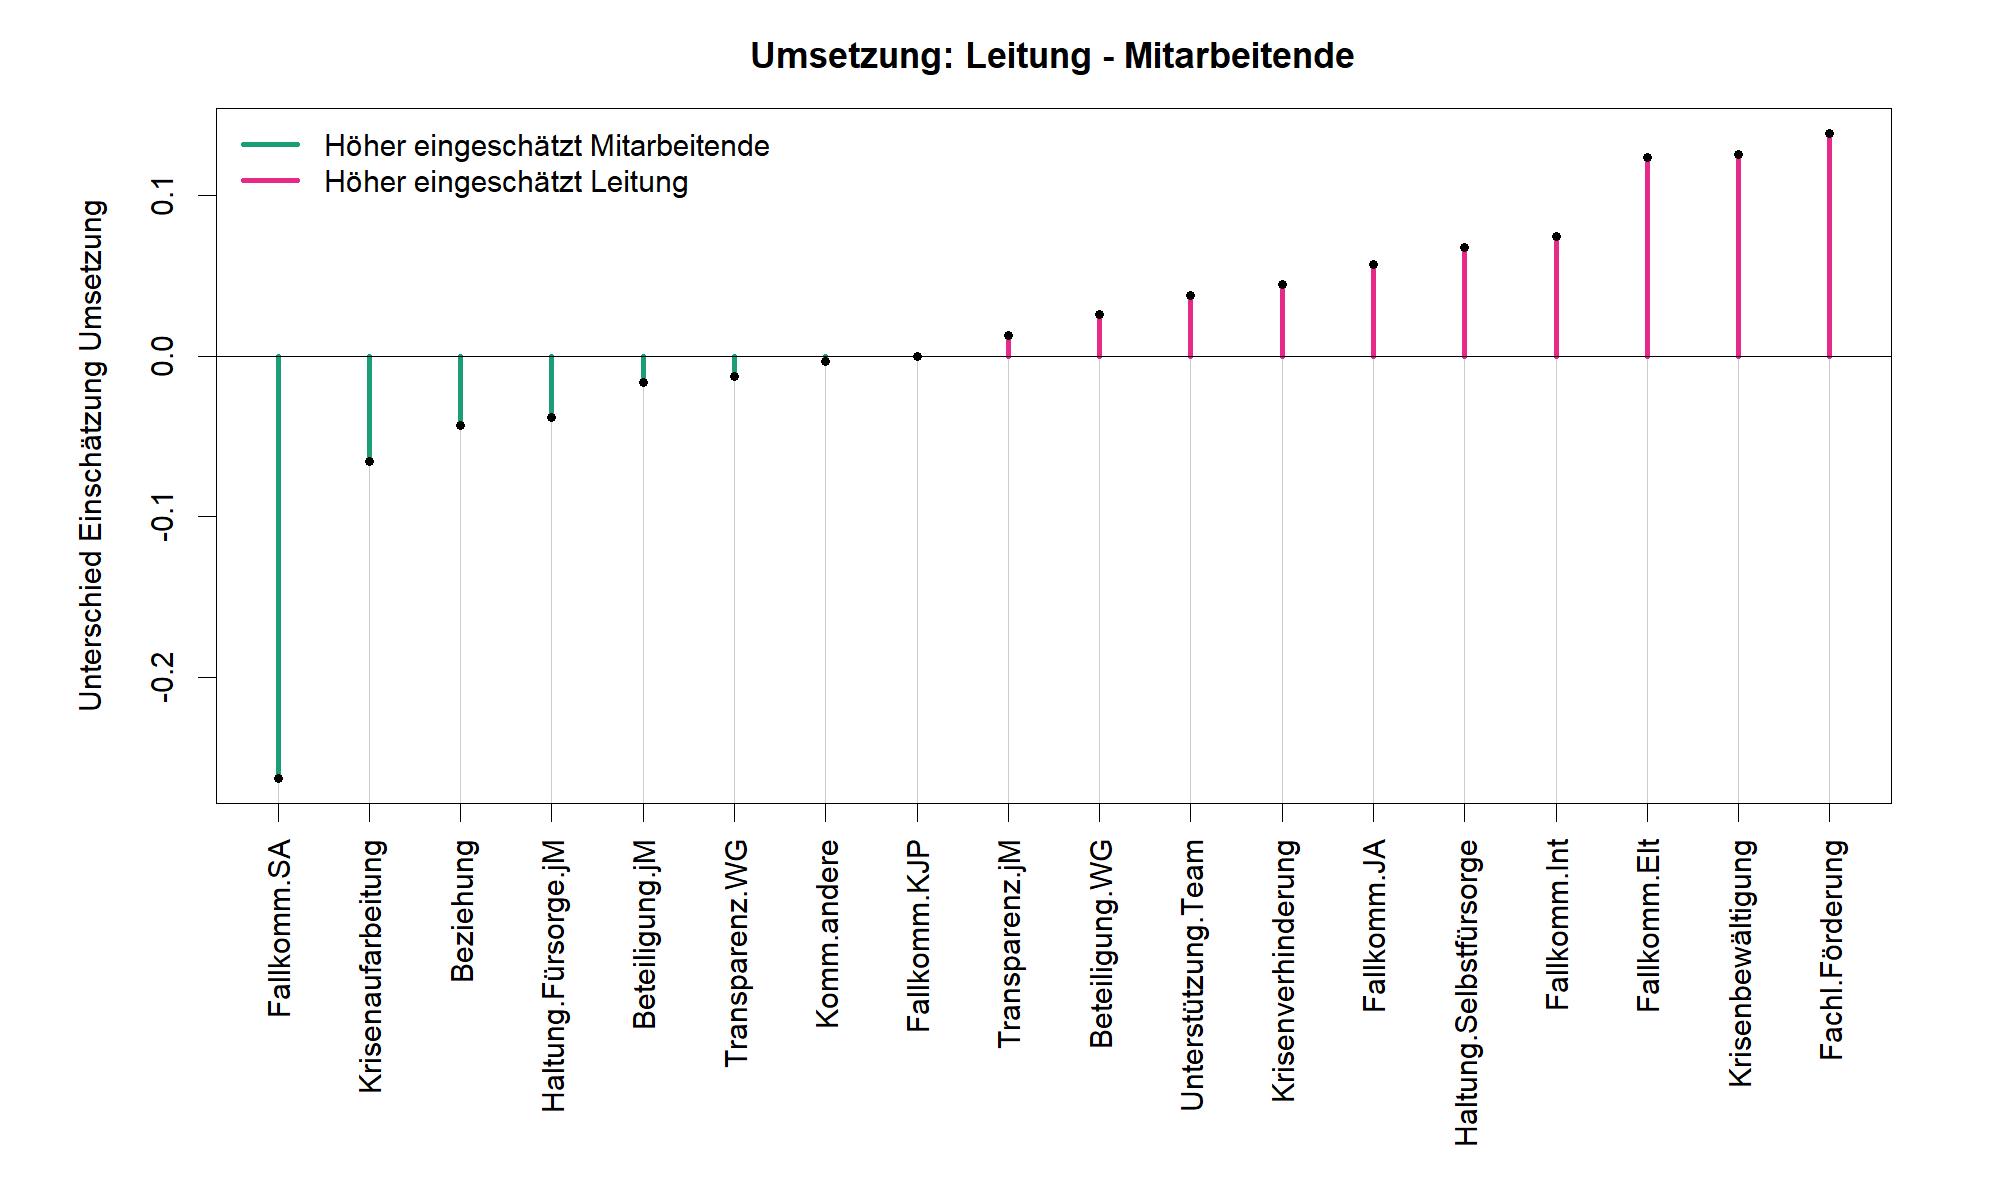 Umsetzung: Leitung - Mitarbeitende
Höher eingeschätzt Mitarbeitende
Höher eingeschätzt Leitung
Unterschied Einschätzung Umsetzung
0.1
0.0
-0.1
-0.2
Fallkomm.SA
Krisenaufarbeitung
Beziehung
Haltung.Fürsorge.jM
Beteiligung.jM
Transparenz.WG
Komm.andere
Fallkomm.KJP
Transparenz.jM
Beteiligung.WG
Unterstützung.Team
Krisenverhinderung
Fallkomm.JA
Haltung.Selbstfürsorge
Fallkomm.Int
Fallkomm.Elt
Krisenbewältigung
Fachl.Förderung